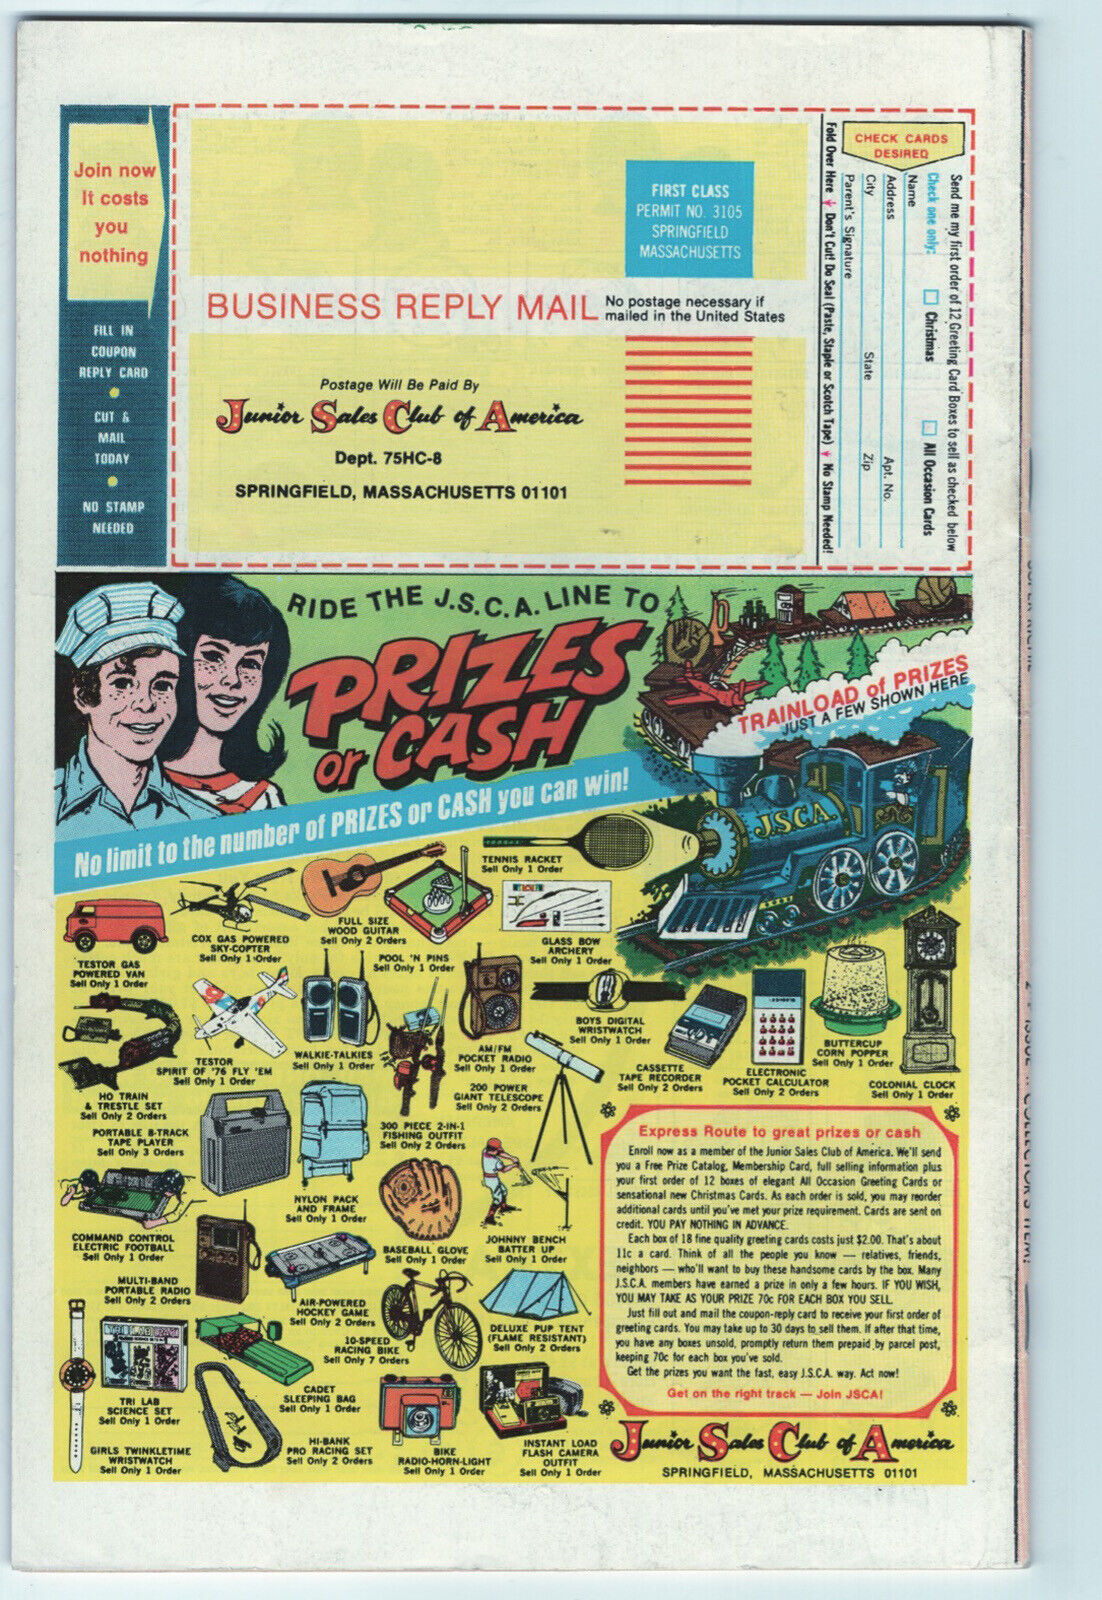 Join now
It costs
you
nothing
FILL IN
COUPON
REPLY CARD
CUT &
MAIL
TODAY
NO STAMP
NEEDED
FIRST CLASS
PERMIT NO. 3105
SPRINGFIELD
MASSACHUSETTS
BUSINESS REPLY MAIL
No postage necessary if
mailed in the United States
Postage Will Be Paid By
Junior Sales Club of America
Dept. 75HC-8
SPRINGFIELD, MASSACHUSETTS 01101
Fold Over Here Don't Cut! Do Seal (Paste, Staple or Scotch Tape) No Stamp Needed!
CHECK CARDS
DESIRED
Send me my first order of 12 Greeting Card Boxes to sell as checked below
Check one only: Christmas All Occasion Cards
Name
Address Apt. No.
City State Zip
Parent's Signature
RIDE THE J.S.C.A. LINE TO
PRIZES
or CASH
TRAINLOAD of PRIZES
JUST A FEW SHOWN HERE
No limit to the number of PRIZES or CASH you can win!
J.S.C.A.
TENNIS RACKET
Sell Only 1 Order
FULL SIZE
WOOD GUITAR
Sell Only 2 Orders
COX GAS POWERED
SKY-COPTER
Sell Only 1 Order
POOL 'N PINS
Sell Only 1 Order
GLASS BOW
ARCHERY
Sell Only 1 Order
TESTOR GAS
POWERED VAN
Sell Only 1 Order
TESTOR
SPIRIT OF '76 FLY 'EM
Sell Only 1 Order
WALKIE-TALKIES
Sell Only 1 Order
AM/FM
POCKET RADIO
Sell Only 1 Order
BOYS DIGITAL
WRISTWATCH
Sell Only 1 Order
CASSETTE
TAPE RECORDER
Sell Only 2 Orders
ELECTRONIC
POCKET CALCULATOR
Sell Only 2 Orders
BUTTERCUP
CORN POPPER
Sell Only 1 Order
COLONIAL CLOCK
Sell Only 1 Order
HO TRAIN
& TRESTLE SET
Sell Only 2 Orders
200 POWER
GIANT TELESCOPE
Sell Only 2 Orders
PORTABLE 8-TRACK
TAPE PLAYER
Sell Only 3 Orders
300 PIECE 2-IN-1
FISHING OUTFIT
Sell Only 2 Orders
NYLON PACK
AND FRAME
Sell Only 1 Order
COMMAND CONTROL
ELECTRIC FOOTBALL
Sell Only 1 Order
BASEBALL GLOVE
Sell Only 1 Order
JOHNNY BENCH
BATTER UP
Sell Only 1 Order
MULTI-BAND
PORTABLE RADIO
Sell Only 2 Orders
AIR-POWERED
HOCKEY GAME
Sell Only 2 Orders
10-SPEED
RACING BIKE
Sell Only 7 Orders
DELUXE PUP TENT
(FLAME RESISTANT)
Sell Only 2 Orders
TRI LAB
SCIENCE SET
Sell Only 1 Order
CADET
SLEEPING BAG
Sell Only 1 Order
GIRLS TWINKLETIME
WRISTWATCH
Sell Only 1 Order
HI-BANK
PRO RACING SET
Sell Only 2 Orders
BIKE
RADIO-HORN-LIGHT
Sell Only 1 Order
INSTANT LOAD
FLASH CAMERA
OUTFIT
Sell Only 1 Order
Express Route to great prizes or cash
Enroll now as a member of the Junior Sales Club of America. We'll send
you a Free Prize Catalog, Membership Card, full selling information plus
your first order of 12 boxes of elegant All Occasion Greeting Cards or
sensational new Christmas Cards. As each order is sold, you may reorder
additional cards until you've met your prize requirement. Cards are sent on
credit. YOU PAY NOTHING IN ADVANCE.
Each box of 18 fine quality greeting cards costs just $2.00. That's about
11c a card. Think of all the people you know — relatives, friends,
neighbors — who'll want to buy these handsome cards by the box. Many
J.S.C.A. members have earned a prize in only a few hours. IF YOU WISH,
YOU MAY TAKE AS YOUR PRIZE 70c FOR EACH BOX YOU SELL.
Just fill out and mail the coupon-reply card to receive your first order of
greeting cards. You may take up to 30 days to sell them. If after that time,
you have any boxes unsold, promptly return them prepaid by parcel post,
keeping 70c for each box you've sold.
Get the prizes you want the fast, easy J.S.C.A. way. Act now!
Get on the right track — Join JSCA!
Junior Sales Club of America
SPRINGFIELD, MASSACHUSETTS 01101